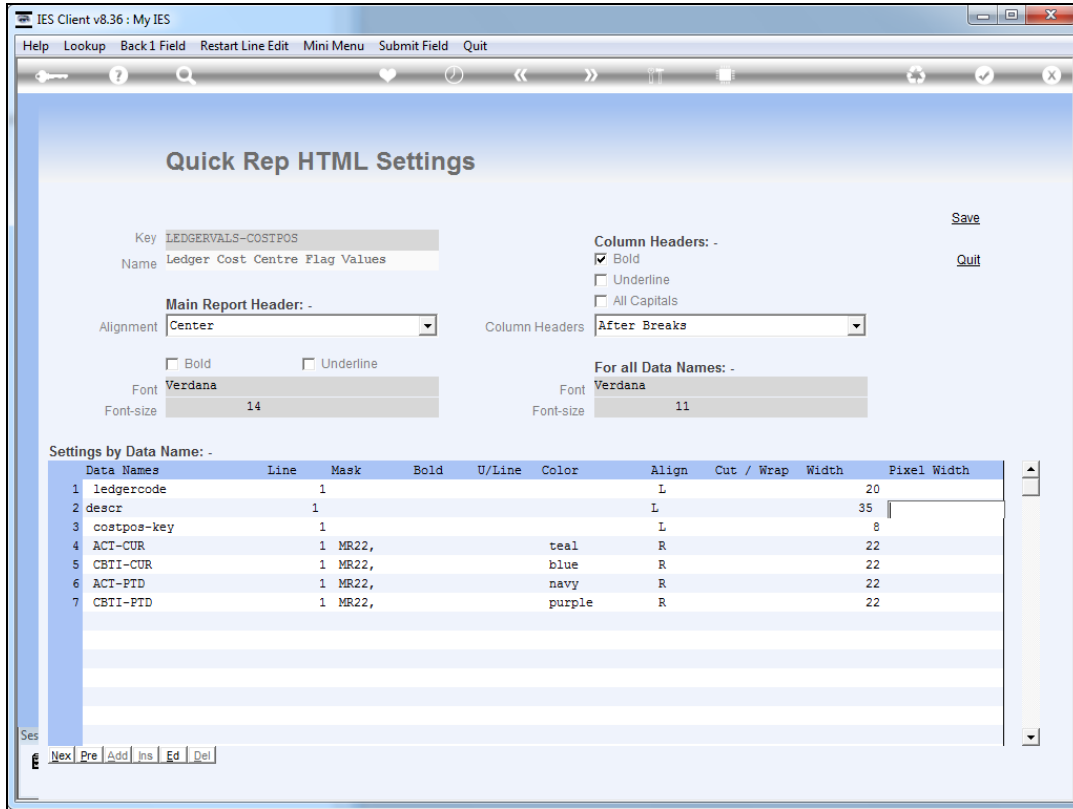 IES Client v8.36 : My IES
Help Lookup Back 1 Field Restart Line Edit Mini Menu Submit Field Quit
Quick Rep HTML Settings
Save
Key LEDGERVALS-COSTPOS
Column Headers: -
Name Ledger Cost Centre Flag Values
Bold
Quit
Underline
Main Report Header: -
All Capitals
Alignment Center
Column Headers After Breaks
Bold Underline
For all Data Names: -
Font Verdana
Font Verdana
Font-size 14
Font-size 11
Settings by Data Name: -
Data Names Line Mask Bold U/Line Color Align Cut / Wrap Width Pixel Width
1 ledgercode 1 L 20
2 descr 1 L 35
3 costpos-key 1 L 8
4 ACT-CUR 1 MR22, teal R 22
5 CBTI-CUR 1 MR22, blue R 22
6 ACT-PTD 1 MR22, navy R 22
7 CBTI-PTD 1 MR22, purple R 22
Ses
Nex Pre Add Ins Ed Del